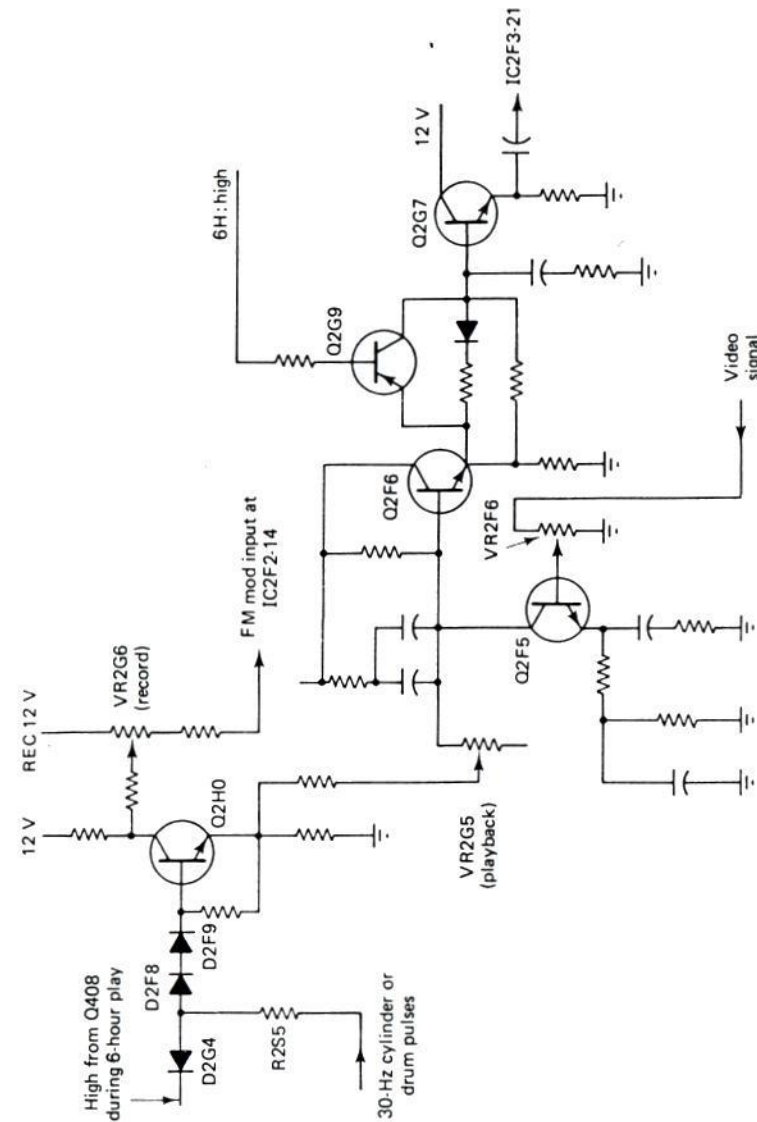 High from Q408
during 6-hour play
D2G4
D2F8
D2F9
R2S5
30-Hz cylinder or
drum pulses
12 V
REC 12 V
VR2G6
(record)
Q2H0
FM mod input at
IC2F2-14
VR2G5
(playback)
Q2F6
Q2F5
VR2F6
Video
signal
Q2G9
6H: high
Q2G7
12 V
IC2F3-21